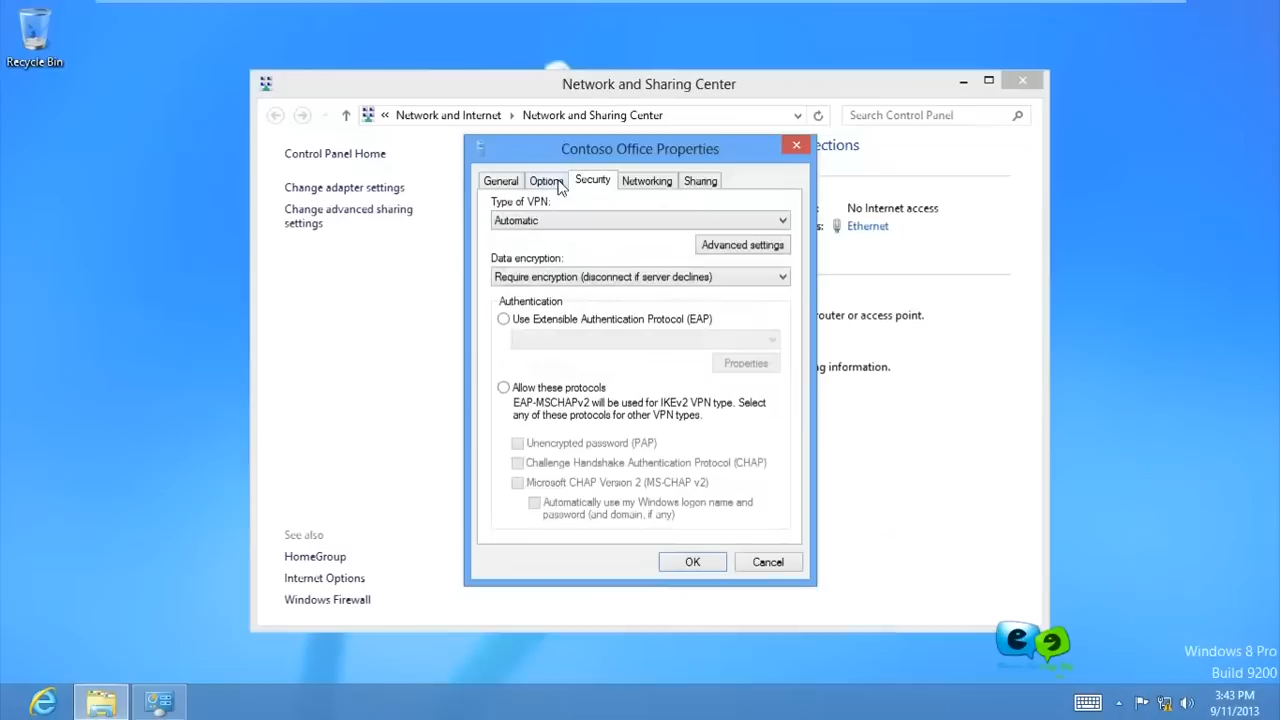 Recycle Bin
Network and Sharing Center
« Network and Internet
Network and Sharing Center
Search Control Panel
Control Panel Home
Change adapter settings
Change advanced sharing
settings
See also
HomeGroup
Internet Options
Windows Firewall
Contoso Office Properties
General
Options
Security
Networking
Sharing
Type of VPN:
Automatic
Advanced settings
Data encryption:
Require encryption (disconnect if server declines)
Authentication
Use Extensible Authentication Protocol (EAP)
Properties
Allow these protocols
EAP-MSCHAPv2 will be used for IKEv2 VPN type. Select
any of these protocols for other VPN types.
Unencrypted password (PAP)
Challenge Handshake Authentication Protocol (CHAP)
Microsoft CHAP Version 2 (MS-CHAP v2)
Automatically use my Windows logon name and
password (and domain, if any)
OK
Cancel
ections
No Internet access
s:
Ethernet
router or access point.
ng information.
Windows 8 Pro
Build 9200
3:43 PM
9/11/2013